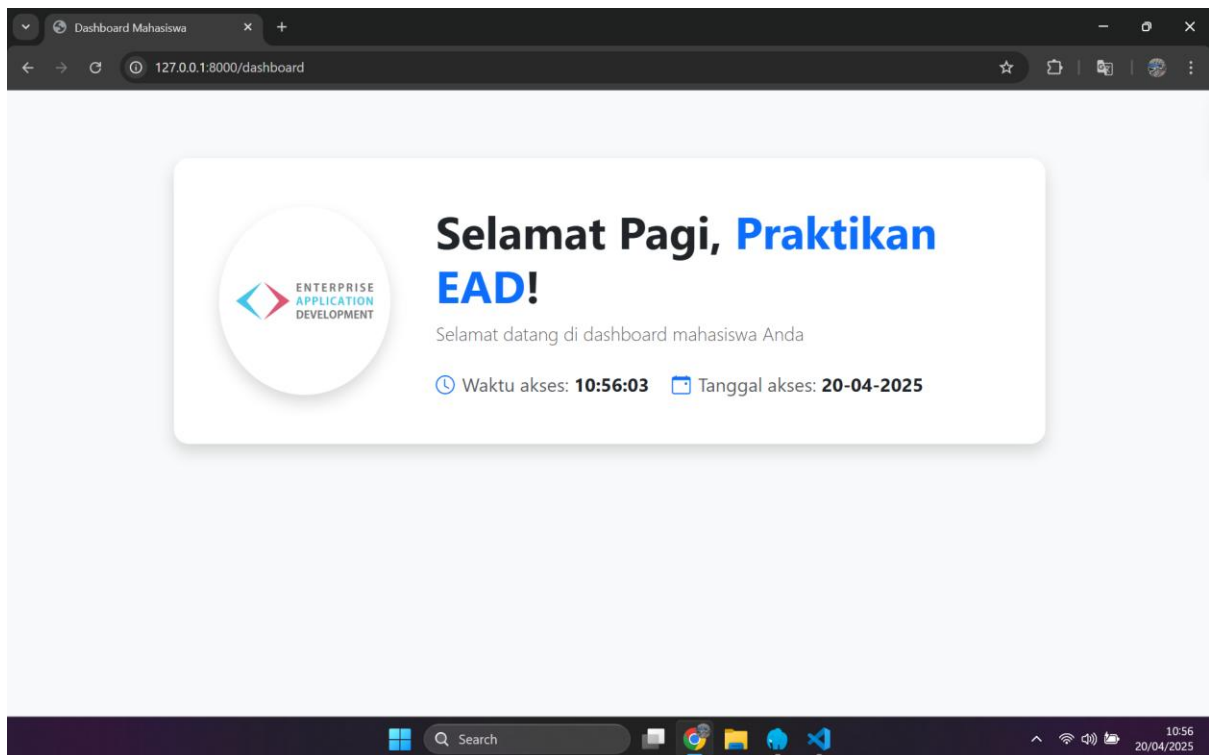 Dashboard Mahasiswa
127.0.0.1:8000/dashboard
ENTERPRISE
APPLICATION
DEVELOPMENT
Selamat Pagi, Praktikan
EAD!
Selamat datang di dashboard mahasiswa Anda
Waktu akses: 10:56:03 Tanggal akses: 20-04-2025
Search
10:56
20/04/2025